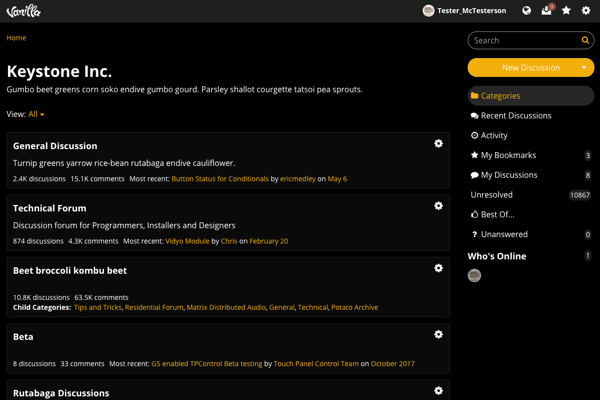 Vanilla
Tester_McTesterson
1
Home
Search
Keystone Inc.
Gumbo beet greens corn soko endive gumbo gourd. Parsley shallot courgette tatsoi pea sprouts.
New Discussion
View: All
Categories
Recent Discussions
Activity
My Bookmarks 3
My Discussions 8
Unresolved 10867
Best Of...
? Unanswered 0
Who's Online 1
General Discussion
Turnip greens yarrow rice-bean rutabaga endive cauliflower.
2.4K discussions 15.1K comments Most recent: Button Status for Conditionals by ericmedley on May 6
Technical Forum
Discussion forum for Programmers, Installers and Designers
874 discussions 4.3K comments Most recent: Vidyo Module by Chris on February 20
Beet broccoli kombu beet
10.8K discussions 63.5K comments
Child Categories: Tips and Tricks, Residential Forum, Matrix Distributed Audio, General, Technical, Potato Archive
Beta
8 discussions 33 comments Most recent: G5 enabled TPControl Beta testing by Touch Panel Control Team on October 2017
Rutabaga Discussions